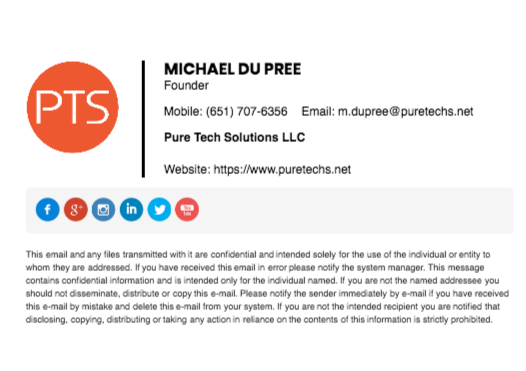 PTS
MICHAEL DU PREE
Founder
Mobile: (651) 707-6356 Email: m.dupree@puretechs.net
Pure Tech Solutions LLC
Website: https://www.puretechs.net
f g+ in You Tube
This email and any files transmitted with it are confidential and intended solely for the use of the individual or entity to
whom they are addressed. If you have received this email in error please notify the system manager. This message
contains confidential information and is intended only for the individual named. If you are not the named addressee you
should not disseminate, distribute or copy this e-mail. Please notify the sender immediately by e-mail if you have received
this e-mail by mistake and delete this e-mail from your system. If you are not the intended recipient you are notified that
disclosing, copying, distributing or taking any action in reliance on the contents of this information is strictly prohibited.